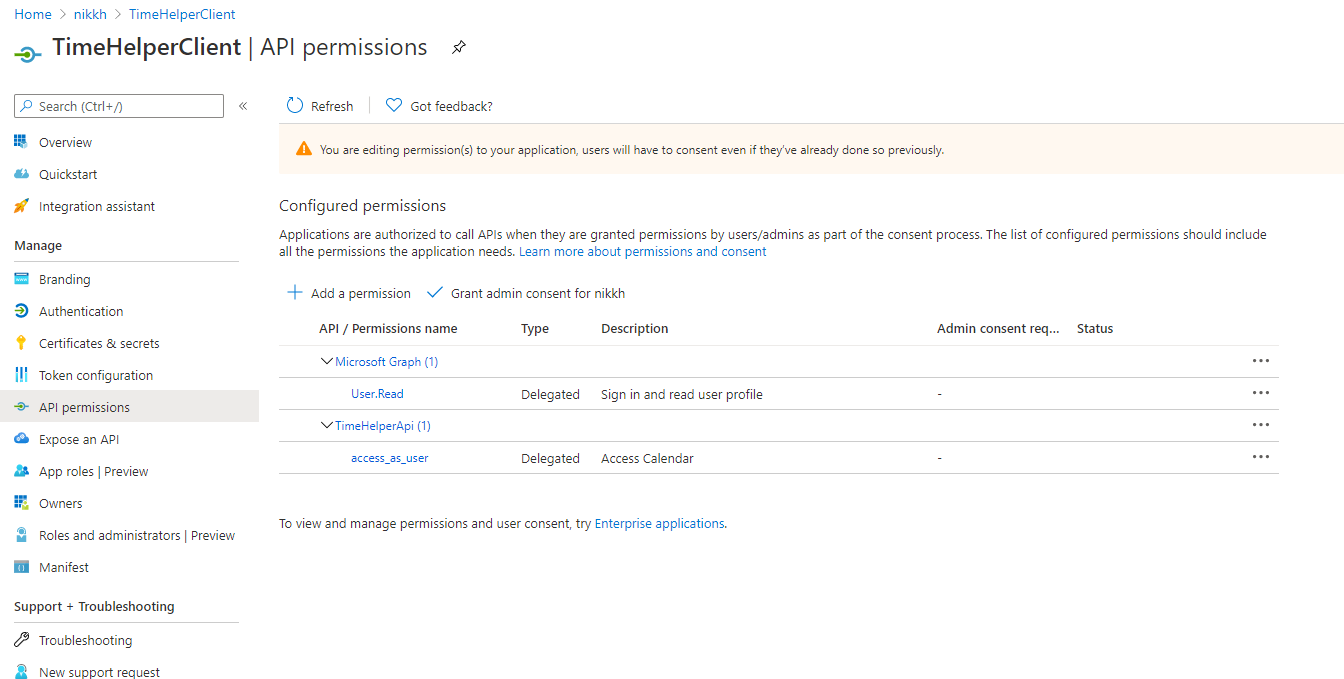 Home > nikkh > TimeHelperClient
TimeHelperClient | API permissions
Search (Ctrl+/)
«
Overview
Quickstart
Integration assistant
Manage
Branding
Authentication
Certificates & secrets
Token configuration
API permissions
Expose an API
App roles | Preview
Owners
Roles and administrators | Preview
Manifest
Support + Troubleshooting
Troubleshooting
New support request
Refresh
Got feedback?
You are editing permission(s) to your application, users will have to consent even if they've already done so previously.
Configured permissions
Applications are authorized to call APIs when they are granted permissions by users/admins as part of the consent process. The list of configured permissions should include
all the permissions the application needs. Learn more about permissions and consent
Add a permission
Grant admin consent for nikkh
API / Permissions name Type Description Admin consent req... Status
Microsoft Graph (1) ...
User.Read Delegated Sign in and read user profile - ...
TimeHelperApi (1) ...
access_as_user Delegated Access Calendar - ...
To view and manage permissions and user consent, try Enterprise applications.